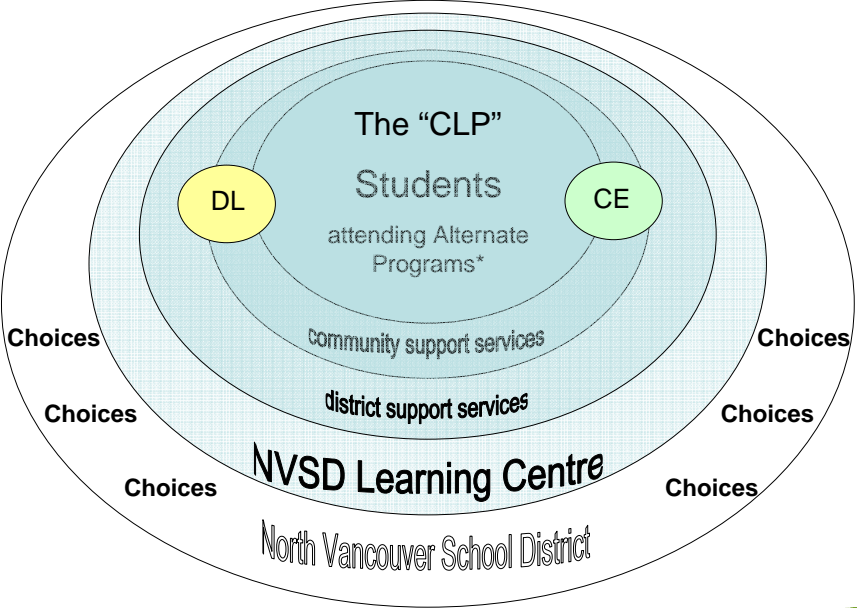 The “CLP”
DL
Students
CE
attending Alternate
Programs*
community support services
Choices
Choices
district support services
Choices
Choices
NVSD Learning Centre
Choices
Choices
North Vancouver School District